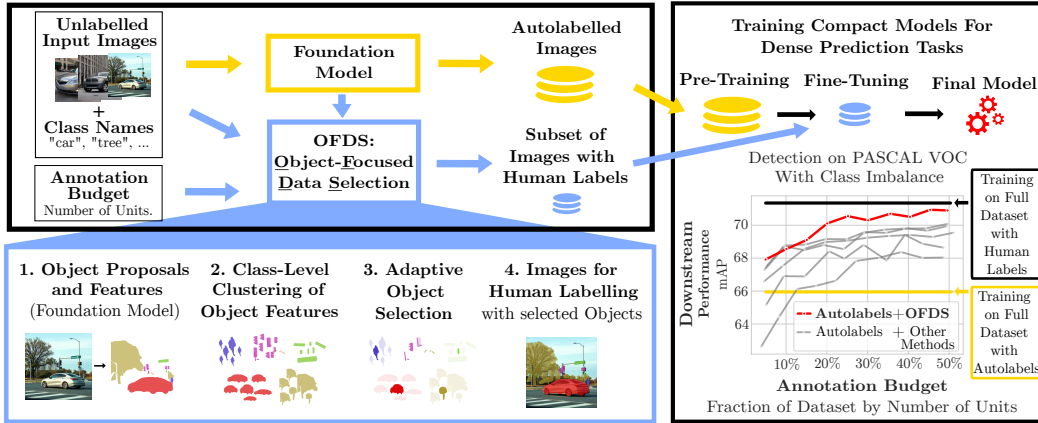 Unlabelled
Input Images
+
Class Names
"car", "tree", ...
Annotation
Budget
Number of Units.
Foundation
Model
OFDS:
Object-Focused
Data Selection
Autolabelled
Images
Subset of
Images with
Human Labels
1. Object Proposals
and Features
(Foundation Model)
2. Class-Level
Clustering of
Object Features
3. Adaptive
Object
Selection
4. Images for
Human Labelling
with selected Objects
Training Compact Models For
Dense Prediction Tasks
Pre-Training
Fine-Tuning
Final Model
Detection on PASCAL VOC
With Class Imbalance
Downstream
Performance
mAP
70
68
66
64
Autolabels+OFDS
Autolabels + Other
Methods
10% 20% 30% 40% 50%
Annotation Budget
Fraction of Dataset by Number of Units
Training
on Full
Dataset
with
Human
Labels
Training
on Full
Dataset
with
Autolabels